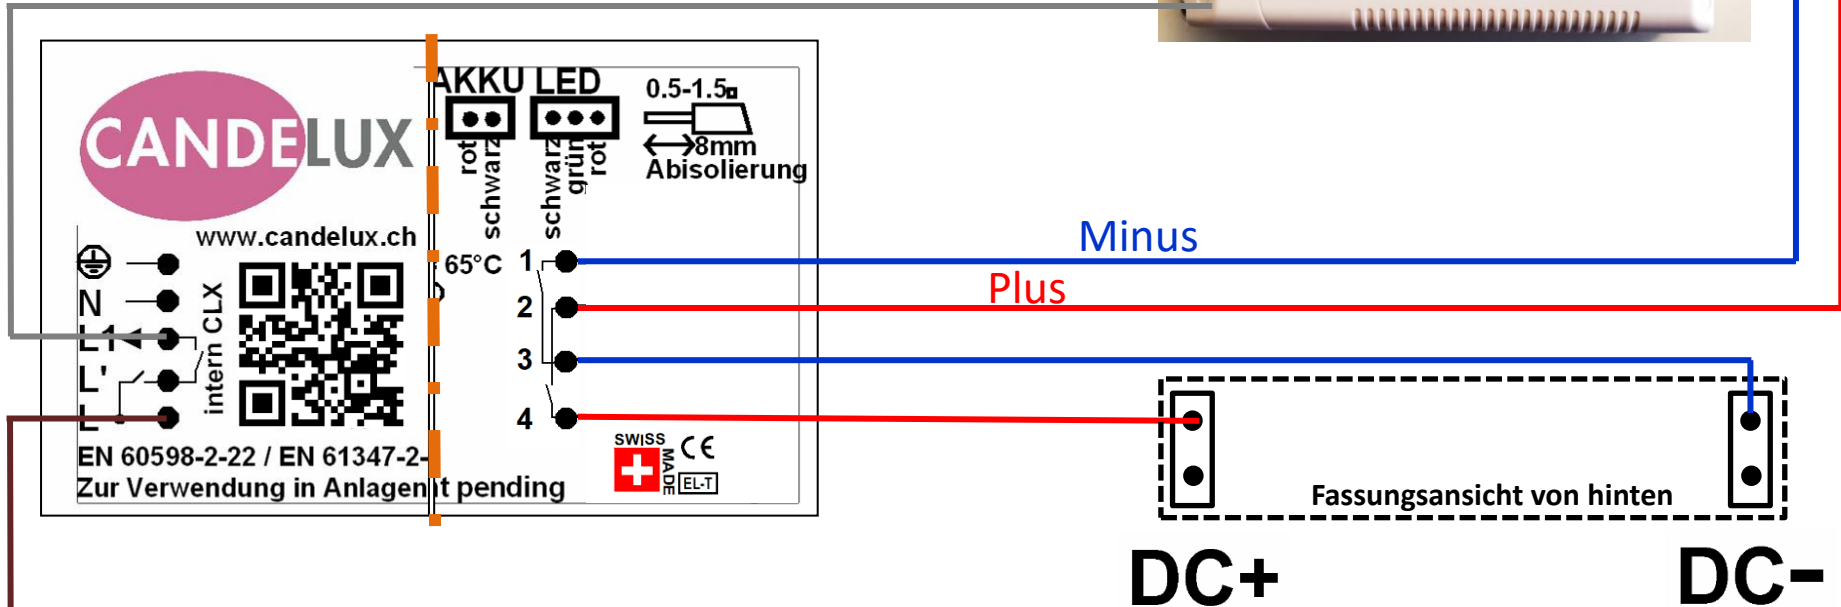 AKKU LED
0.5-1.5
CANDELUX
8mm
Abisolierung
rot
schwarz
schwarz
grün
rot
www.candelux.ch
65°C
N
L1
L'
L
intern CLX
1
2
3
4
Minus
Plus
EN 60598-2-22 / EN 61347-2-
Zur Verwendung in Anlagen
t pending
SWISS
MADE
CE
EL-T
Fassungsansicht von hinten
DC+
DC-